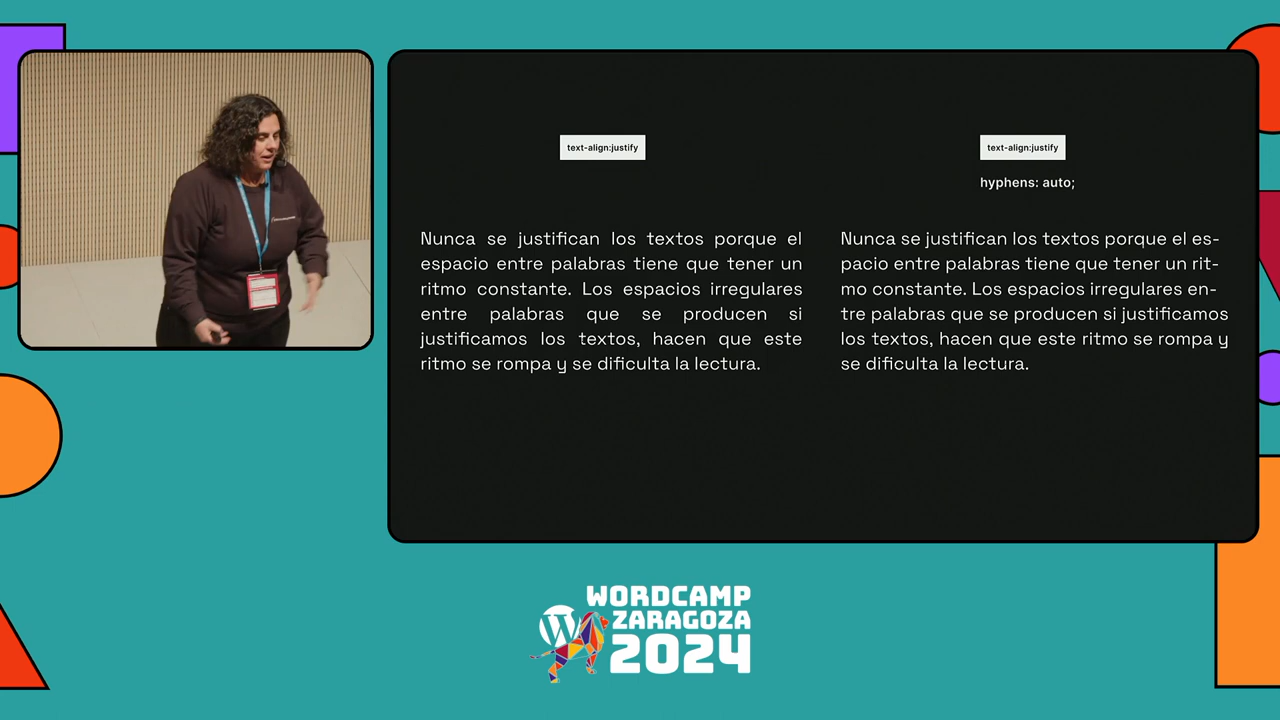 text-align:justify
Nunca se justifican los textos porque el
espacio entre palabras tiene que tener un
ritmo constante. Los espacios irregulares
entre palabras que se producen si
justificamos los textos, hacen que este
ritmo se rompa y se dificulta la lectura.
text-align:justify
hyphens: auto;
Nunca se justifican los textos porque el es-
pacio entre palabras tiene que tener un rit-
mo constante. Los espacios irregulares en-
tre palabras que se producen si justificamos
los textos, hacen que este ritmo se rompa y
se dificulta la lectura.
WORDCAMP
ZARAGOZA
2024